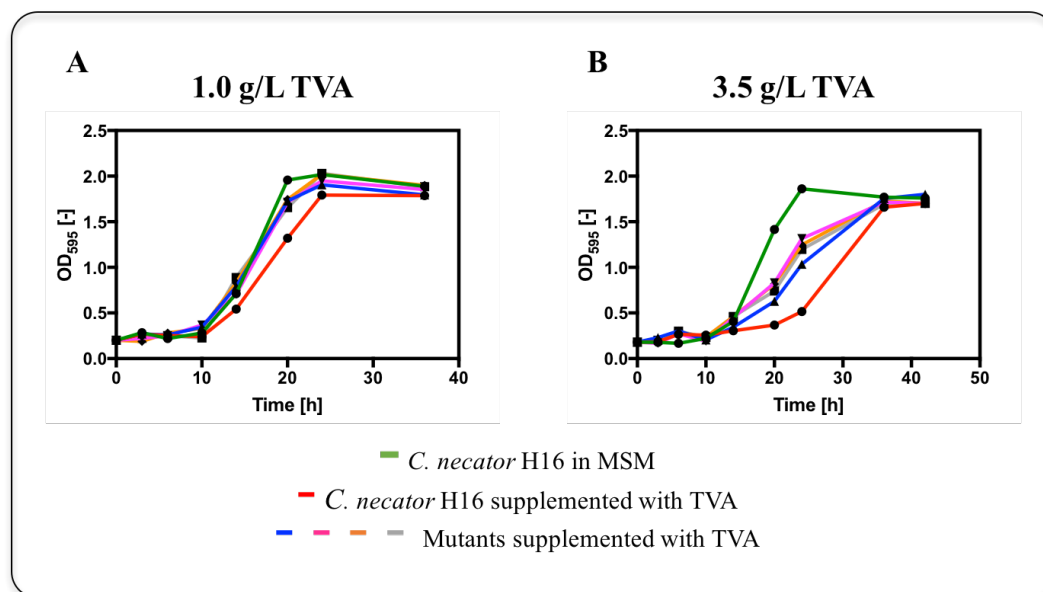 A
1.0 g/L TVA
OD595 [-]
2.5
2.0
1.5
1.0
0.5
0.0
0 10 20 30 40
Time [h]
B
3.5 g/L TVA
OD595 [-]
2.5
2.0
1.5
1.0
0.5
0.0
0 10 20 30 40 50
Time [h]
C. necator H16 in MSM
C. necator H16 supplemented with TVA
Mutants supplemented with TVA